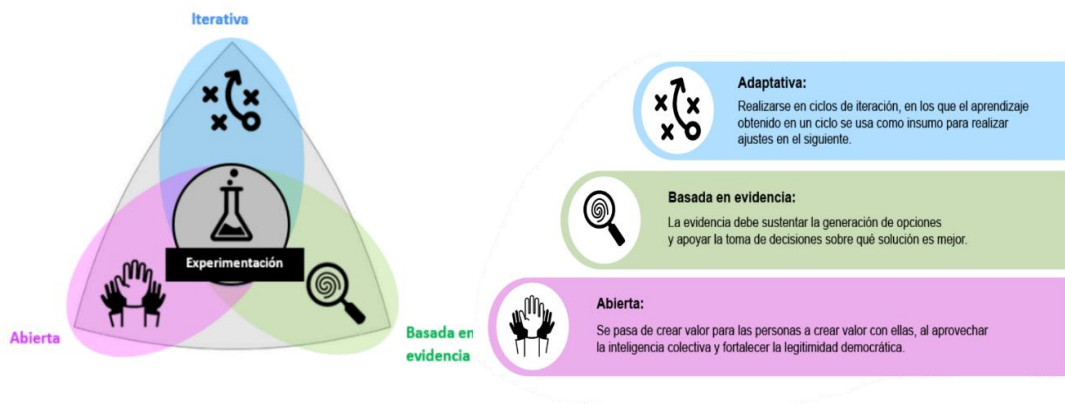 Iterativa
Experimentación
Abierta
Basada en
evidencia
Adaptativa:
Realizarse en ciclos de iteración, en los que el aprendizaje
obtenido en un ciclo se usa como insumo para realizar
ajustes en el siguiente.
Basada en evidencia:
La evidencia debe sustentar la generación de opciones
y apoyar la toma de decisiones sobre qué solución es mejor.
Abierta:
Se pasa de crear valor para las personas a crear valor con ellas, al aprovechar
la inteligencia colectiva y fortalecer la legitimidad democrática.